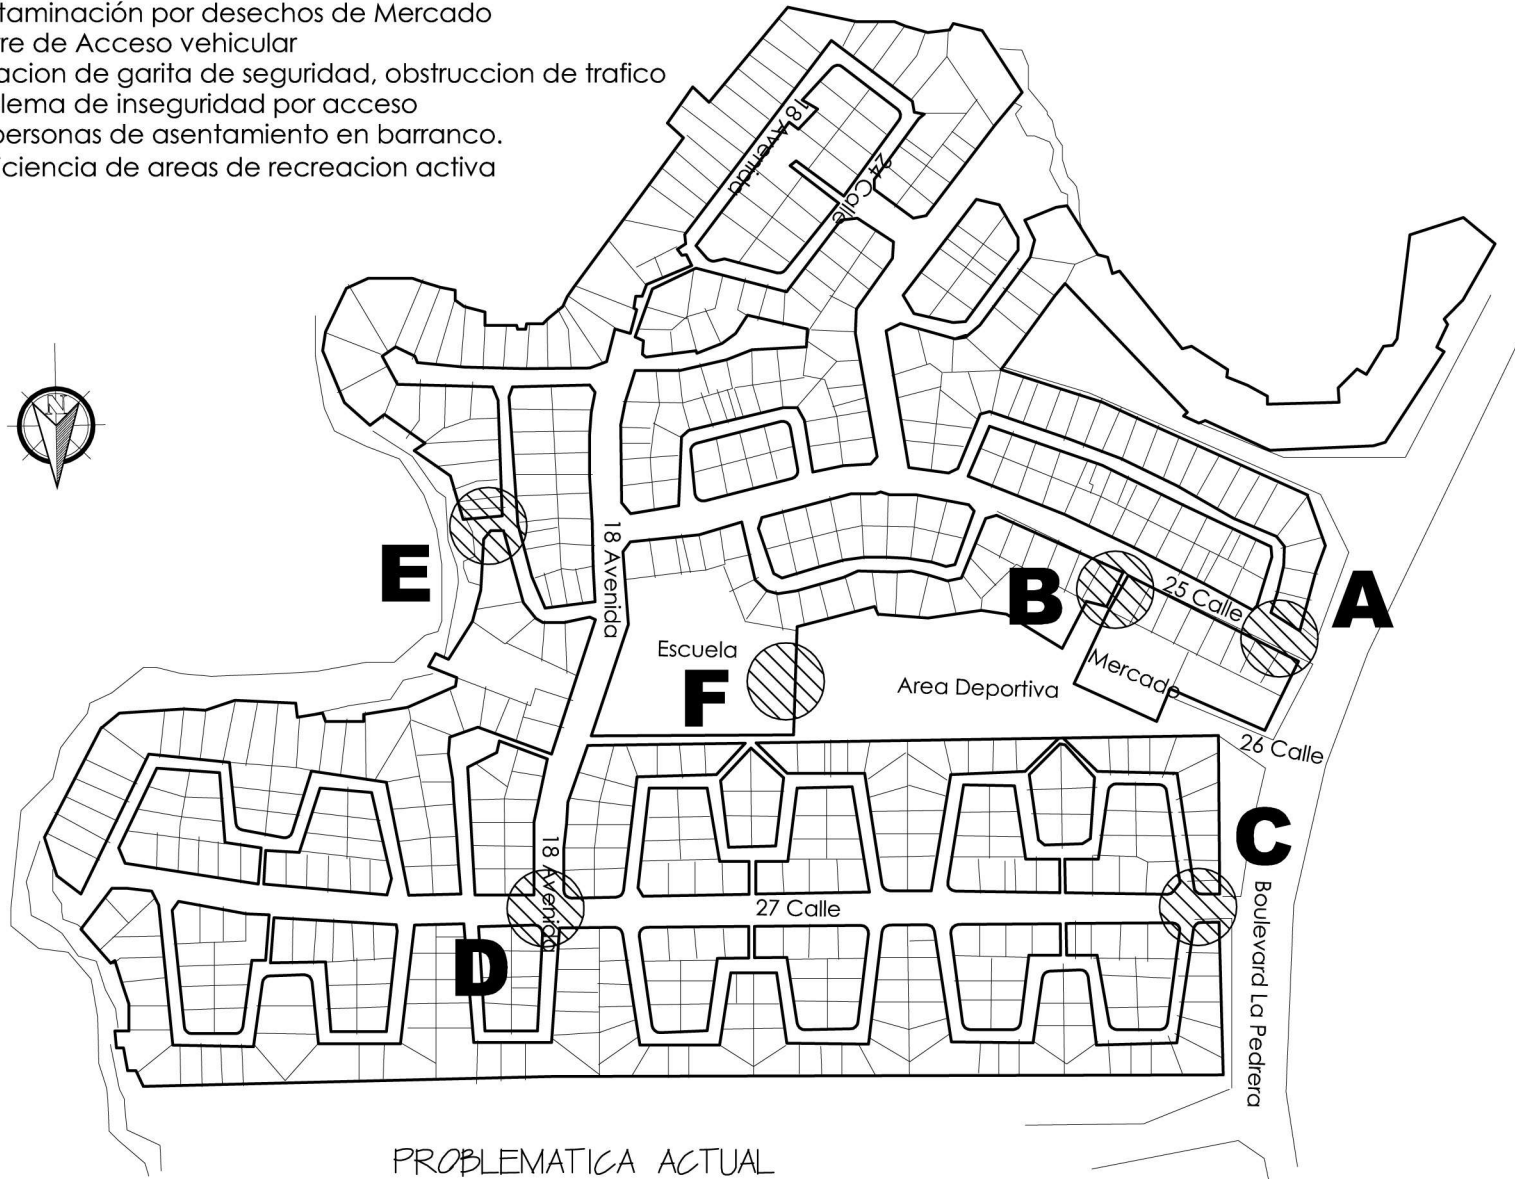 taminación por desechos de Mercado
re de Acceso vehicular
acion de garita de seguridad, obstruccion de trafico
lema de inseguridad por acceso
personas de asentamiento en barranco.
iciencia de areas de recreacion activa
18 Avenida
24 Calle
N
18 Avenida
E
B
25 Calle
A
Escuela
F
Mercado
Area Deportiva
26 Calle
C
18 Avenida
27 Calle
D
Boulevard La Pedrera
PROBLEMATICA ACTUAL